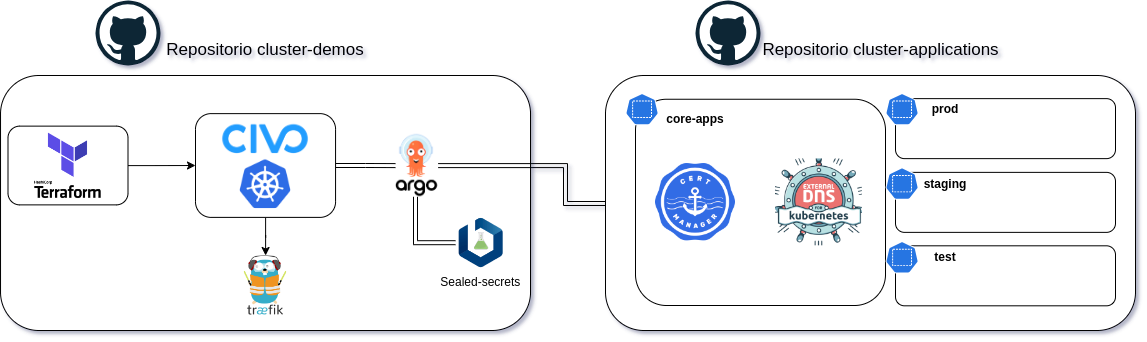 Repositorio cluster-demos
Repositorio cluster-applications
HashiCorp
Terraform
CIVO
argo
træfik
Sealed-secrets
core-apps
CERT
MANAGER
EXTERNAL
DNS
FOR
kubernetes
prod
staging
test